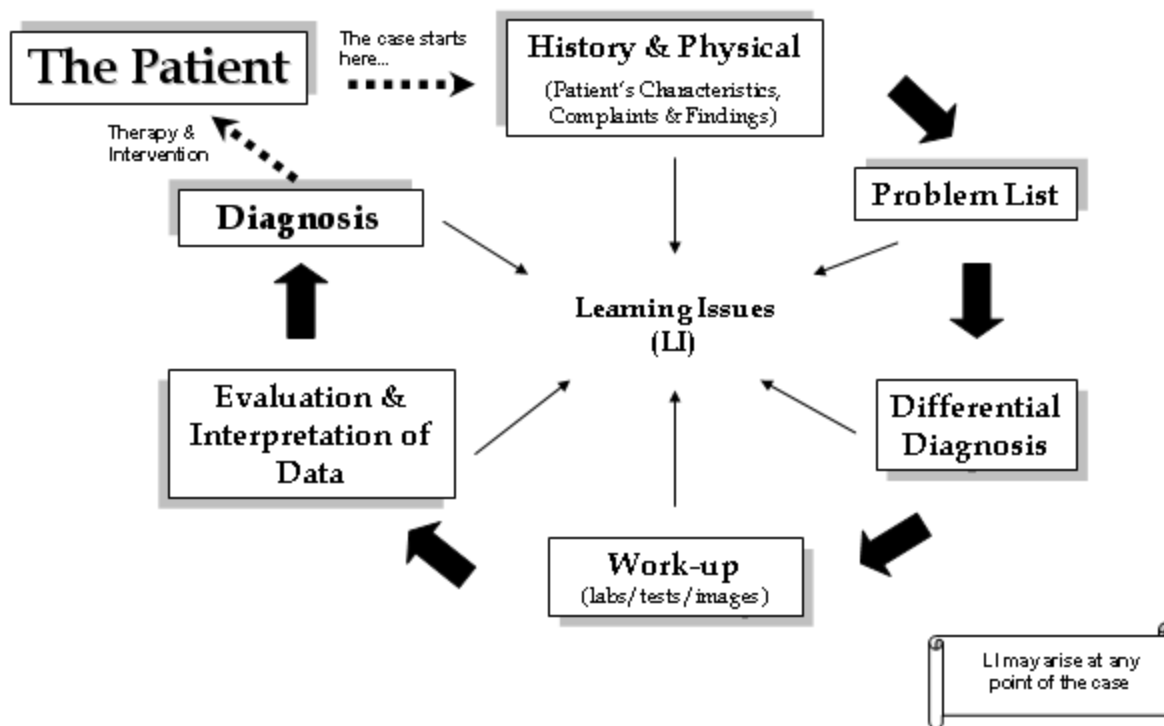 The Patient
The case starts
here...
History & Physical
(Patient's Characteristics,
Complaints & Findings)
Therapy &
Intervention
Problem List
Diagnosis
Learning Issues
(LI)
Evaluation &
Interpretation of
Data
Differential
Diagnosis
Work-up
(labs/tests/images)
LI may arise at any
point of the case